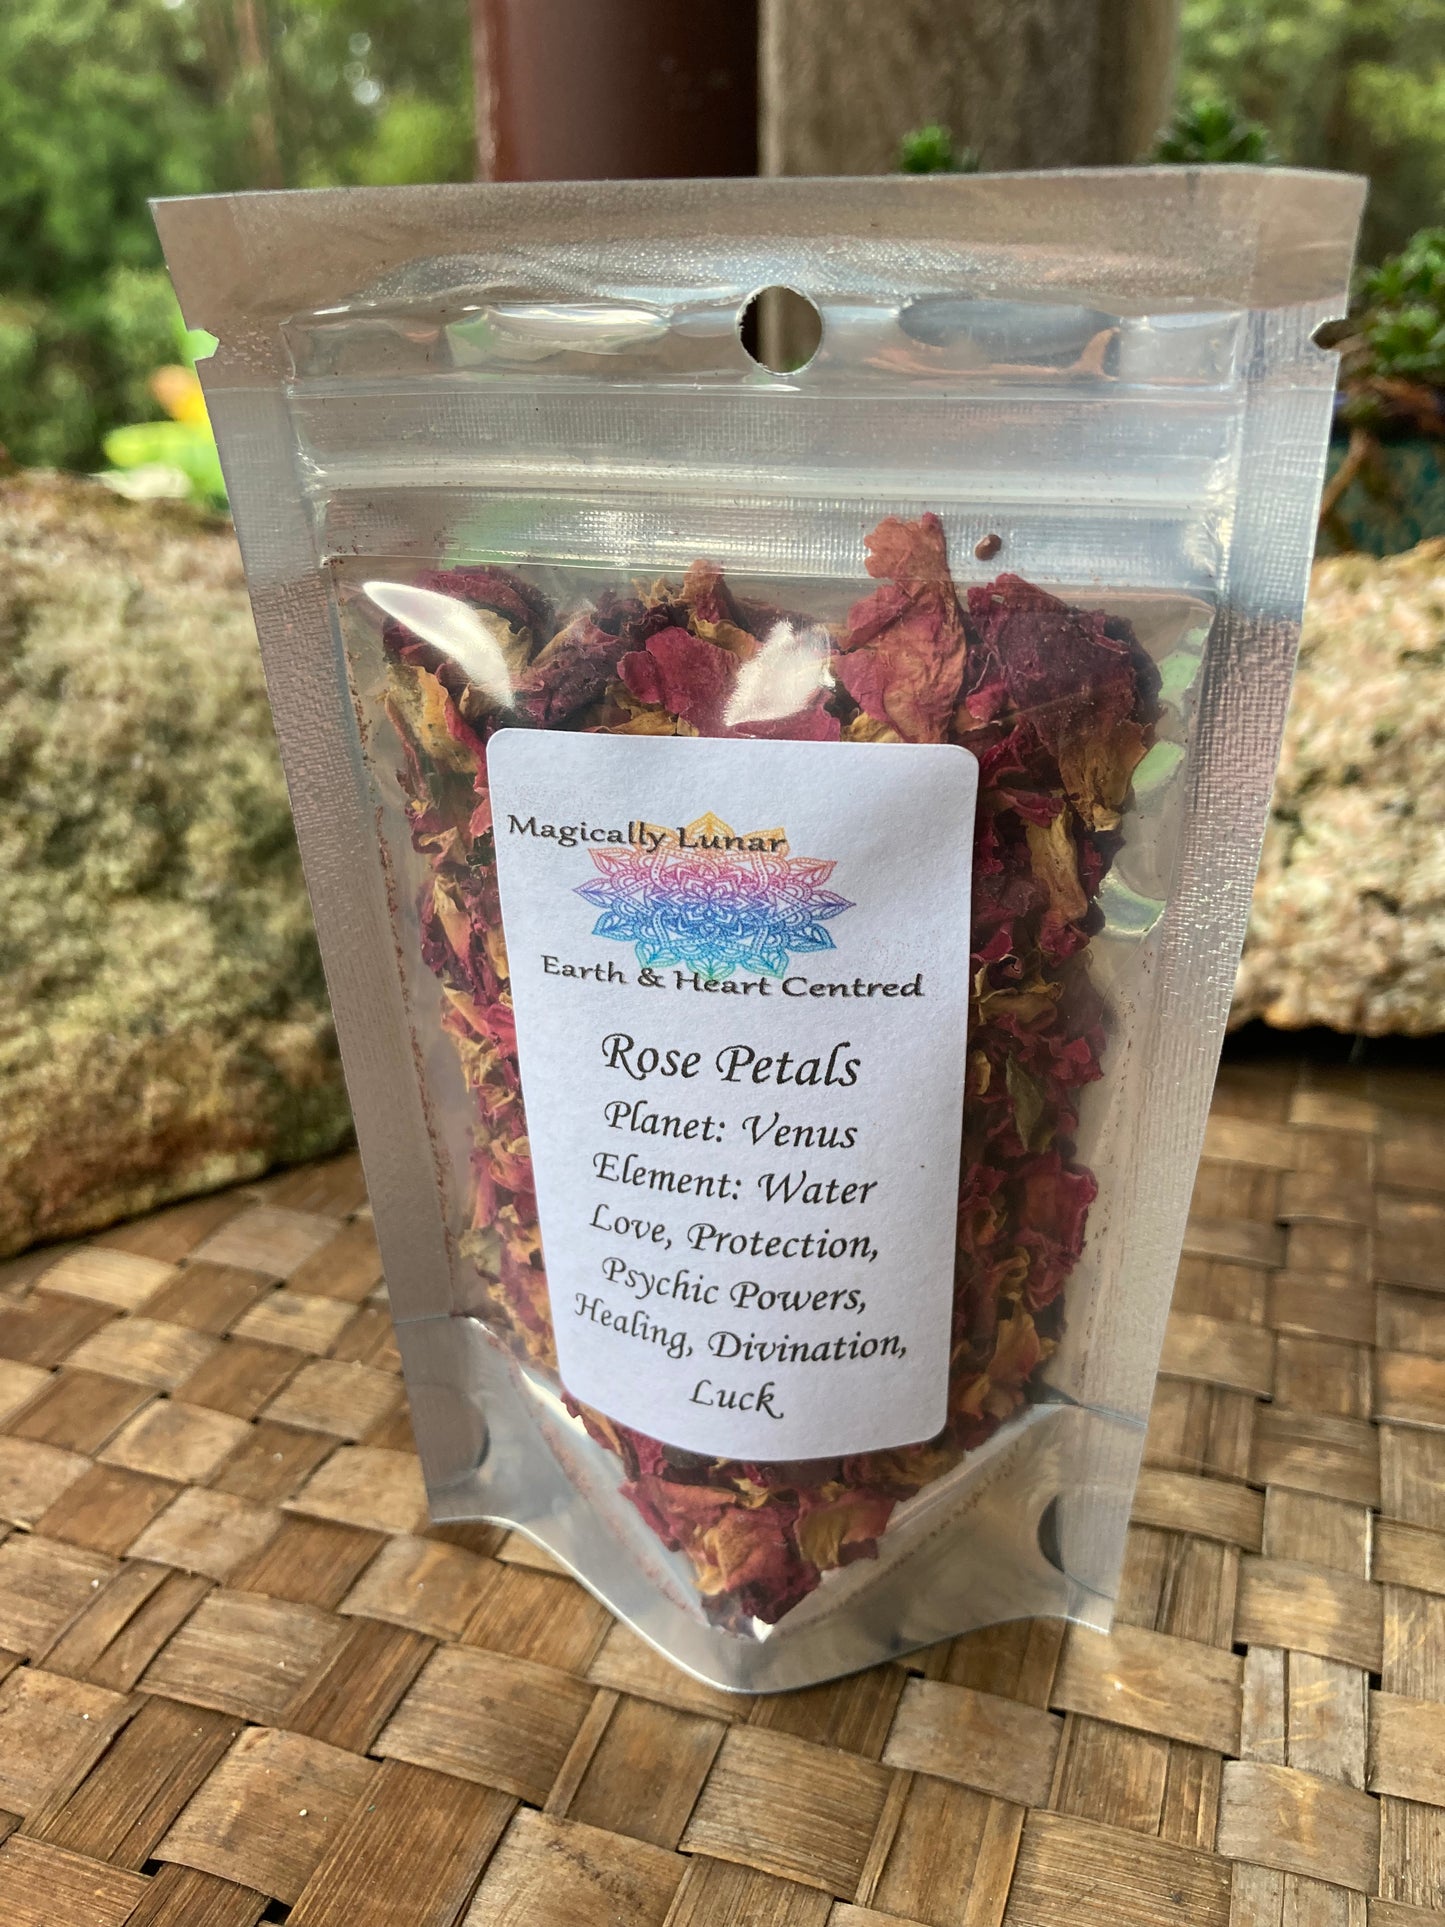 Magically Lunar
Earth & Heart Centred
Rose Petals
Planet: Venus
Element: Water
Love, Protection,
Psychic Powers,
Healing, Divination,
Luck